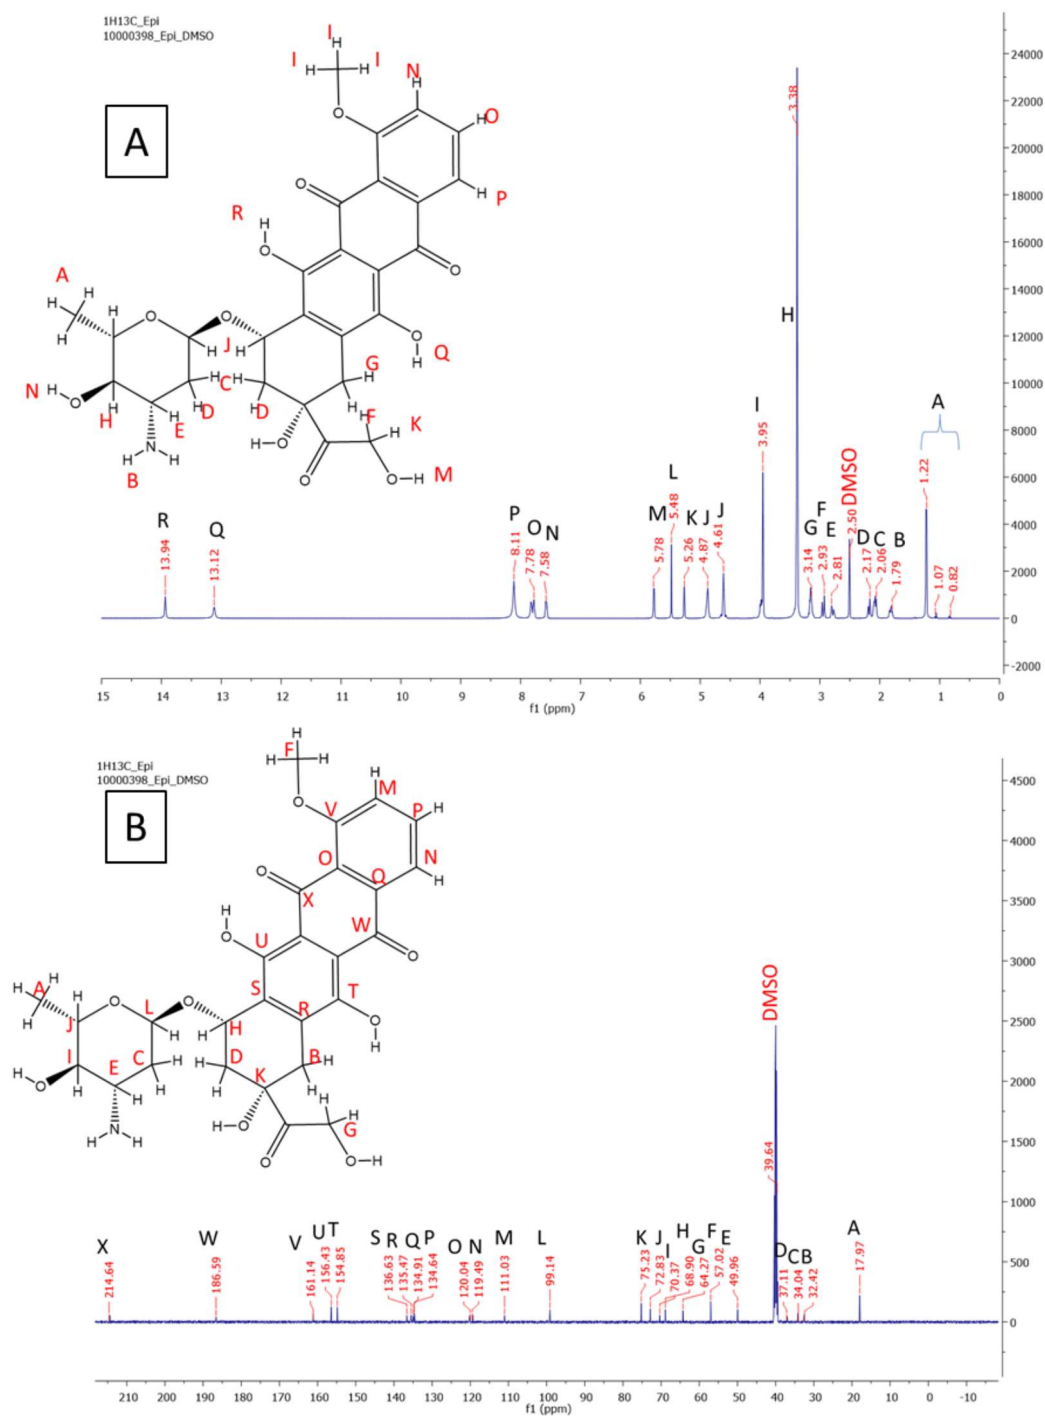 1H13C_Epi
10000398_Epi_DMSO
A
I
H
I H H I
N
H
O
H O
O
H P
R
H
O
O
A
H
H H O O
O
H H J H
Q
N H O H H C H G H
H H D H D H
E H F H K
N O
H H H O O
B O H M
R Q P O N M L K J J I H G F E DMSO D C B A
13.94
13.12
8.11
7.78
7.58
5.78
5.48
5.26
4.87
4.61
3.95
3.38
3.14
2.93
2.81
2.50
2.17
2.06
1.79
1.22
1.07
0.82
24000
22000
20000
18000
16000
14000
12000
10000
8000
6000
4000
2000
0
-2000
15 14 13 12 11 10 9 8 7 6 5 4 3 2 1 0
f1 (ppm)
1H13C_Epi
10000398_Epi_DMSO
B
H
H F H
O V H M
P H
O O N
Q H
X
H W
O U O
S T
A H H R
H H J O L O O
H H H
I E C H D B H
H O H H H H H K H H
N H O H
H H O G
O H
X W V U T S R Q P O N M L K J I H G F E DMSO D C B A
214.64
186.59
161.14
156.43
154.85
136.63
135.47
134.91
134.64
120.04
119.49
111.03
99.14
75.23
72.83
70.37
68.90
64.27
57.02
49.96
39.64
37.11
34.04
32.42
17.97
4500
4000
3500
3000
2500
2000
1500
1000
500
0
210 200 190 180 170 160 150 140 130 120 110 100 90 80 70 60 50 40 30 20 10 0 -10
f1 (ppm)